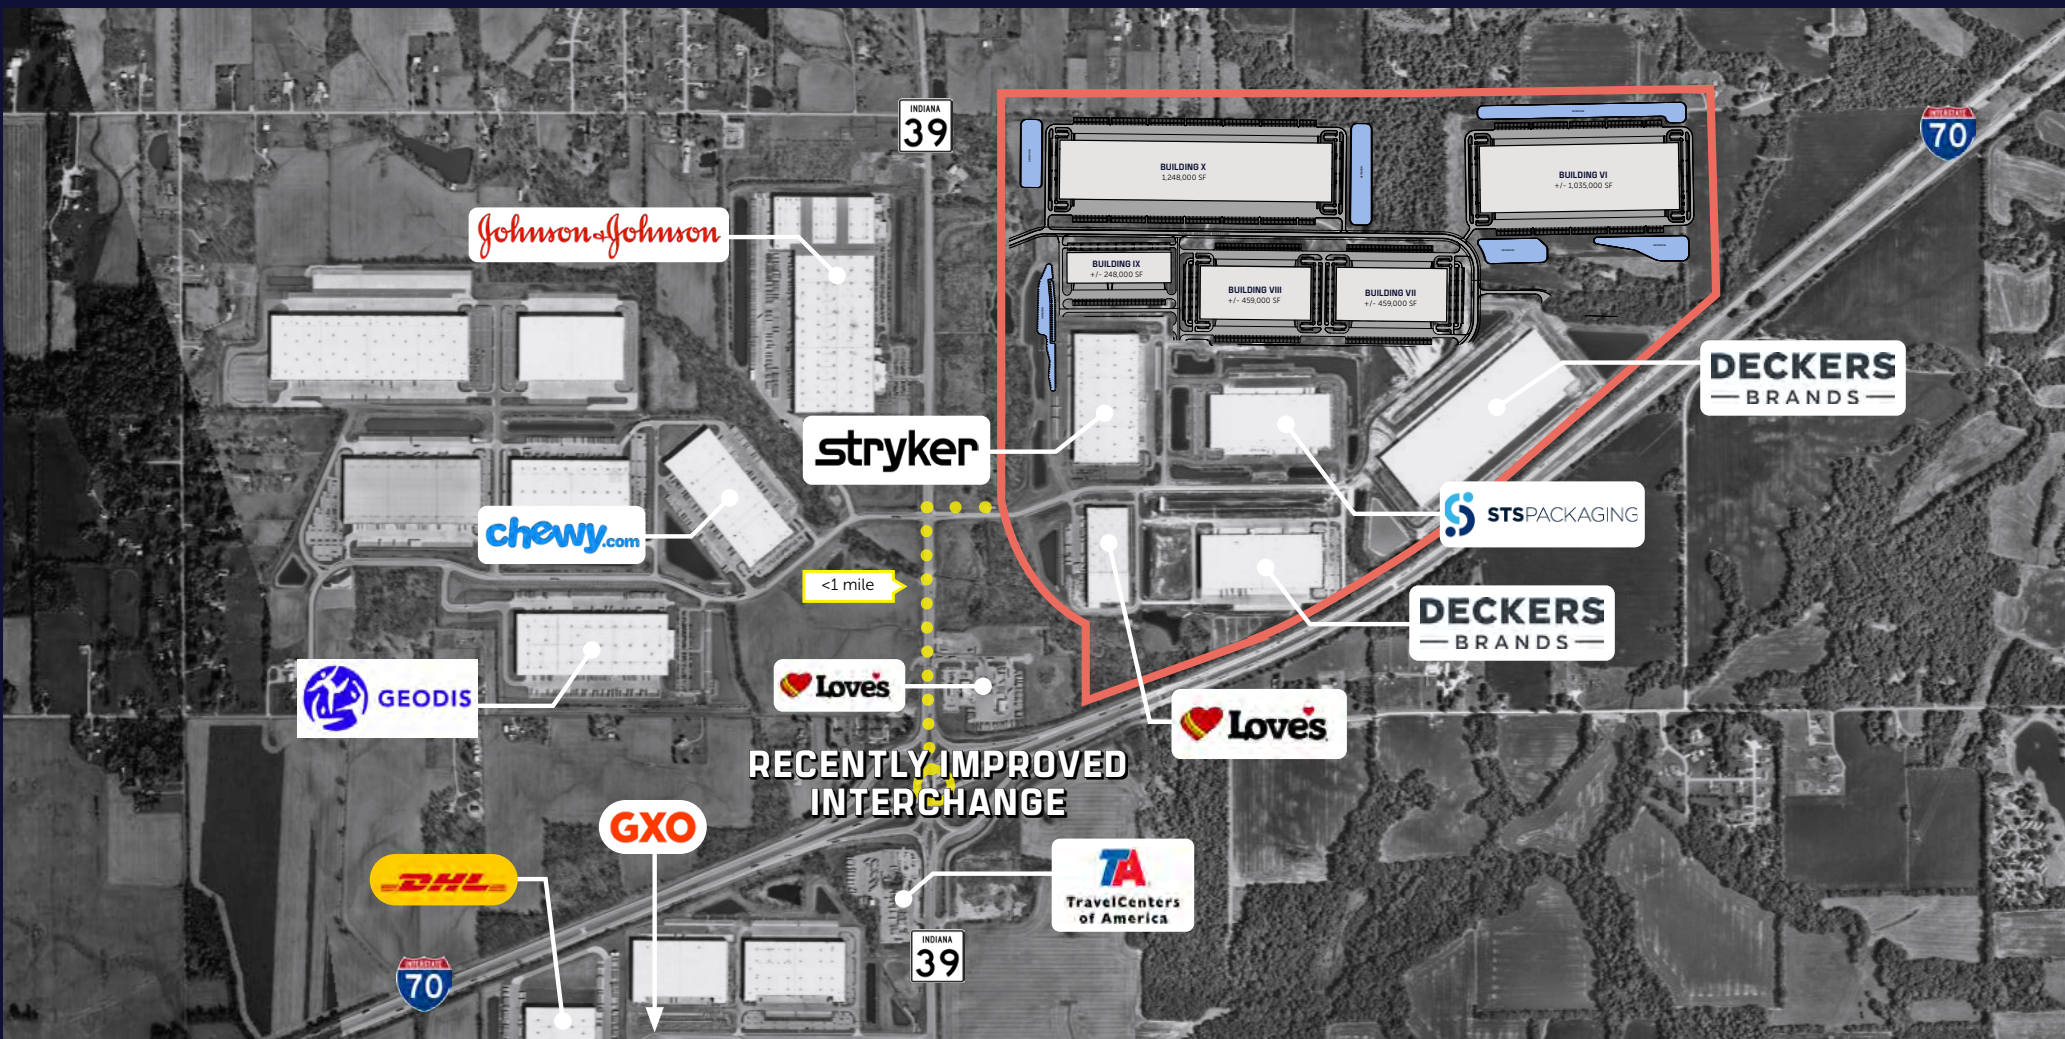 INDIANA
39
INTERSTATE
70
BUILDING X
1,248,000 SF
BUILDING VI
+/- 1,035,000 SF
Johnson&Johnson
BUILDING IX
+/- 248,000 SF
BUILDING VIII
+/- 459,000 SF
BUILDING VII
+/- 459,000 SF
DECKERS
BRANDS
stryker
chewy.com
STSPACKAGING
<1 mile
DECKERS
BRANDS
GEODIS
Love's
Love's
RECENTLY IMPROVED
INTERCHANGE
GXO
DHL
TA
TravelCenters
of America
INDIANA
39
INTERSTATE
70